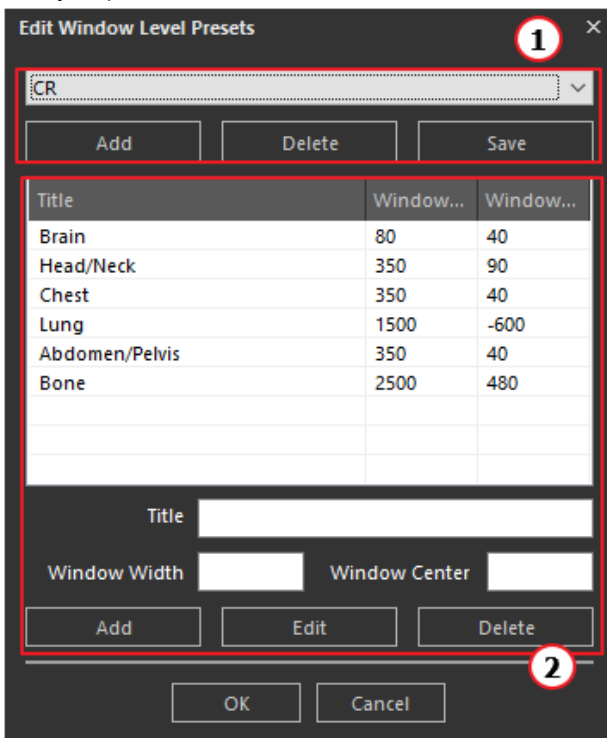 Edit Window Level Presets
1
CR
Add Delete Save
Title Window... Window...
Brain 80 40
Head/Neck 350 90
Chest 350 40
Lung 1500 -600
Abdomen/Pelvis 350 40
Bone 2500 480
Title
Window Width Window Center
Add Edit Delete
2
OK Cancel